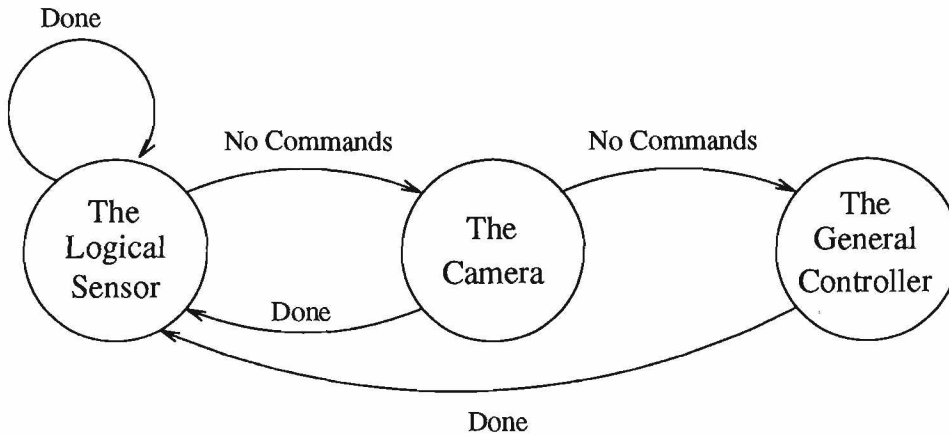 Done
No Commands
No Commands
The
Logical
Sensor
The
Camera
The
General
Controller
Done
Done